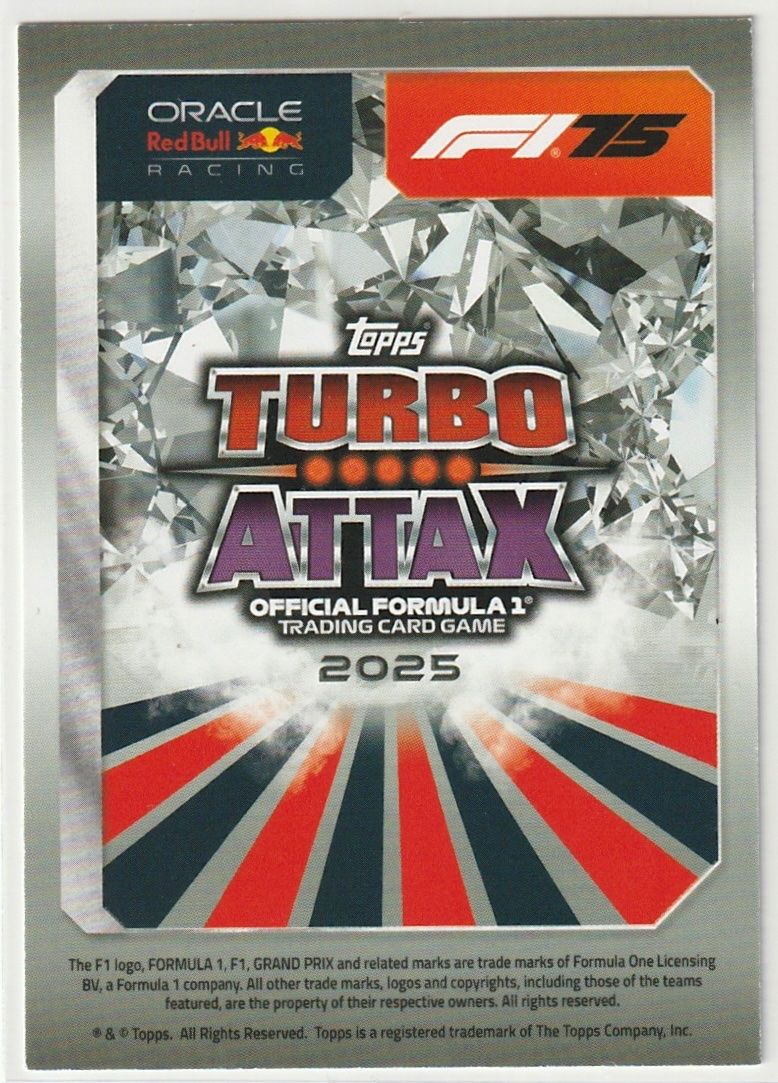 ORACLE
Red Bull
RACING
F1® 75
topps®
TURBO
ATTAX
OFFICIAL FORMULA 1®
TRADING CARD GAME
2025
The F1 logo, FORMULA 1, F1, GRAND PRIX and related marks are trade marks of Formula One Licensing
BV, a Formula 1 company. All other trade marks, logos and copyrights, including those of the teams
featured, are the property of their respective owners. All rights reserved.
® & © Topps. All Rights Reserved. Topps is a registered trademark of The Topps Company, Inc.